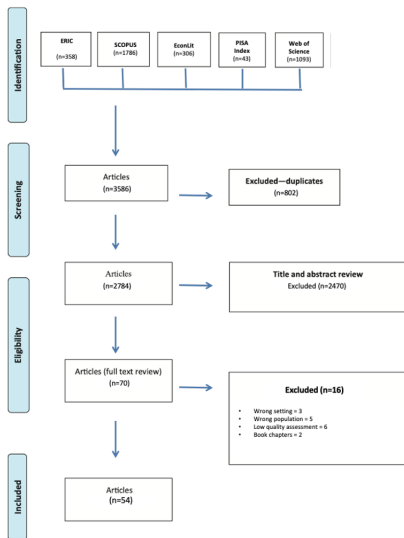 Identification
ERIC
(n=358)
SCOPUS
(n=1786)
EconLit
(n=306)
PISA
Index
(n=43)
Web of
Science
(n=1093)
Screening
Articles
(n=3586)
Excluded—duplicates
(n=802)
Eligibility
Articles
(n=2784)
Title and abstract review
Excluded (n=2470)
Articles (full text review)
(n=70)
Excluded (n=16)
• Wrong setting = 3
• Wrong population = 5
• Low quality assessment = 6
• Book chapters = 2
Included
Articles
(n=54)